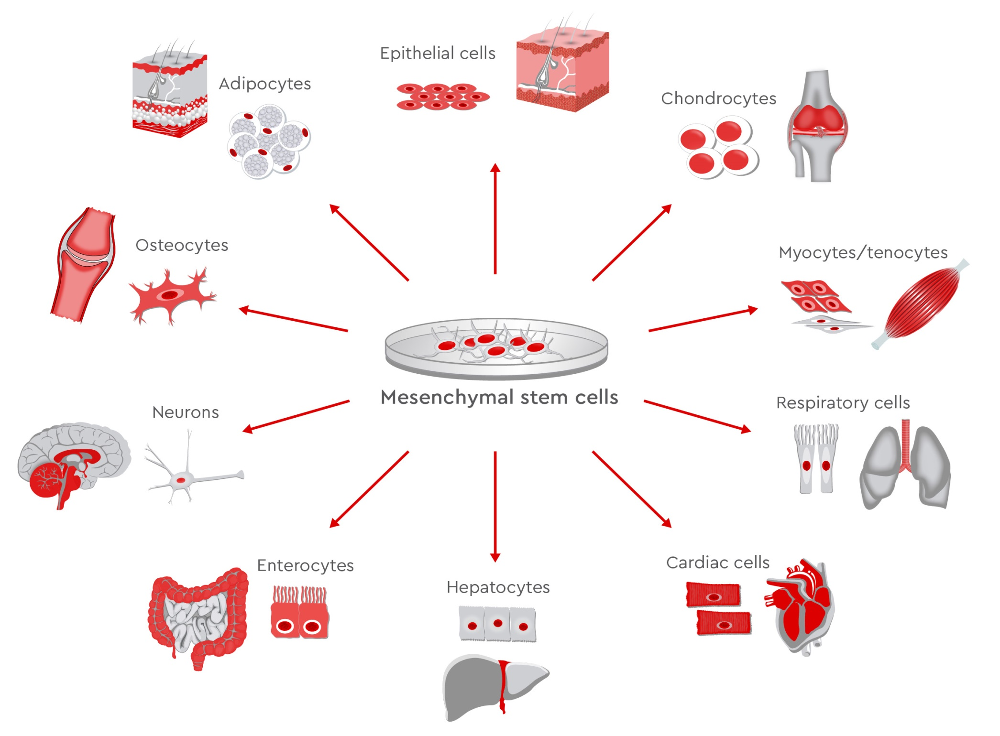 Epithelial cells
Adipocytes
Chondrocytes
Osteocytes
Myocytes/tenocytes
Mesenchymal stem cells
Neurons
Respiratory cells
Enterocytes
Hepatocytes
Cardiac cells